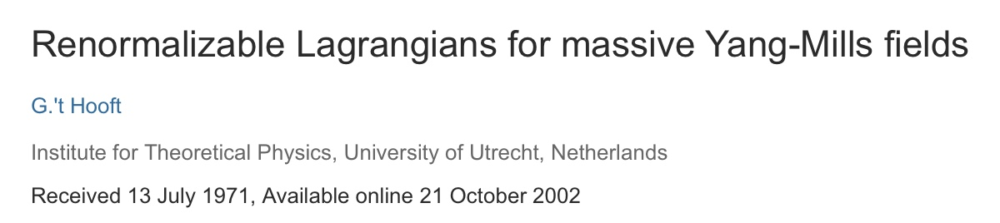 Renormalizable Lagrangians for massive Yang-Mills fields
G.'t Hooft
Institute for Theoretical Physics, University of Utrecht, Netherlands
Received 13 July 1971, Available online 21 October 2002